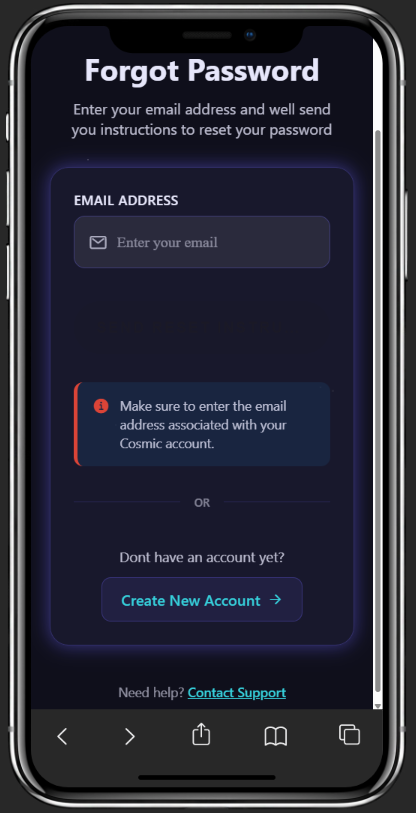 Forgot Password
Enter your email address and well send
you instructions to reset your password
EMAIL ADDRESS
Enter your email
Make sure to enter the email
address associated with your
Cosmic account.
OR
Dont have an account yet?
Create New Account →
Need help? Contact Support